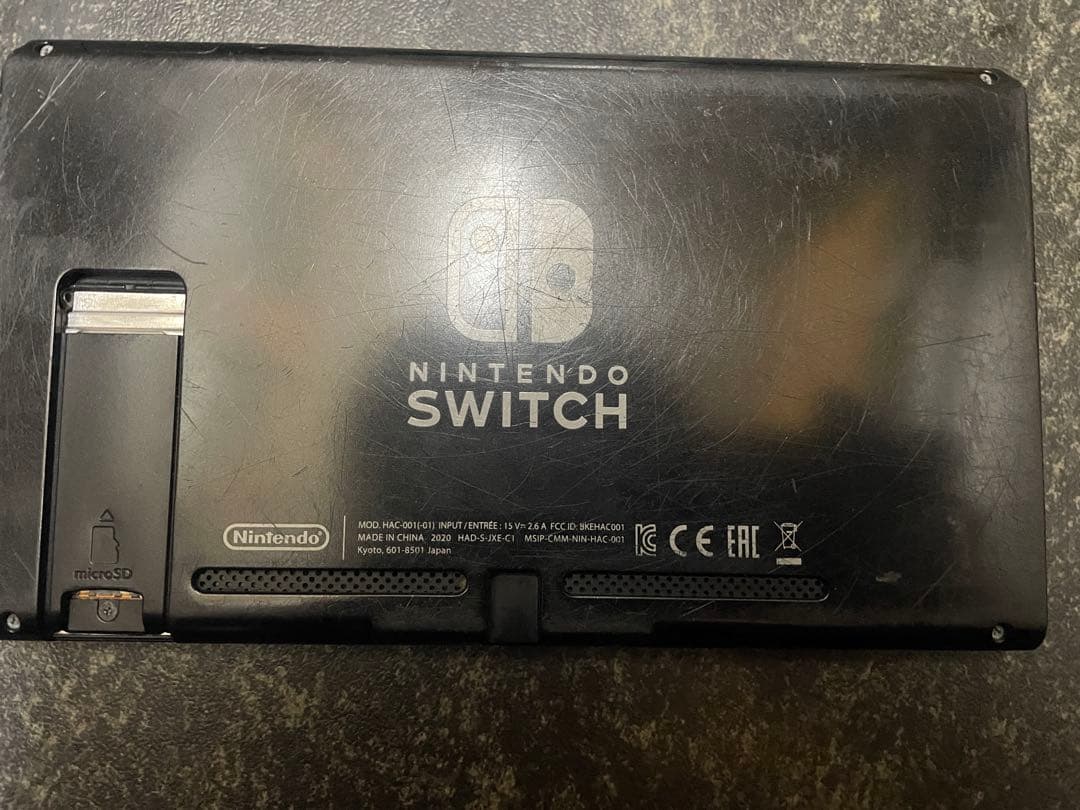 NINTENDO
SWITCH
Nintendo
MOD. HAC-001(-01) INPUT/ENTRÉE : 15 V⎓ 2.6 A FCC ID: BKEHAC001
MADE IN CHINA 2020 HAD-S-JXE-C1 MSIP-CMM-NIN-HAC-001
Kyoto, 601-8501 Japan
CE EAC
microSD